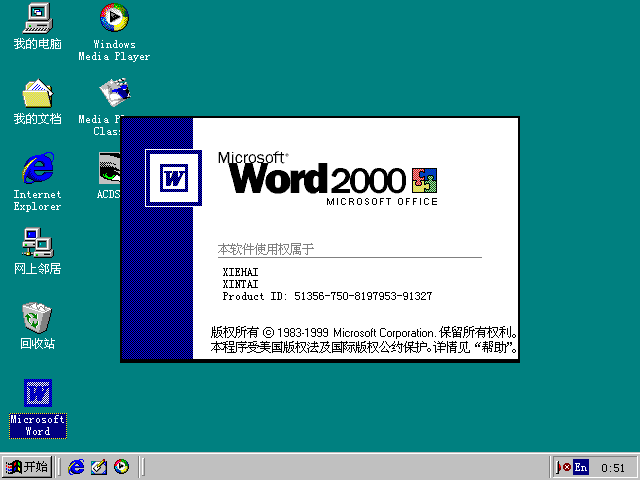 我的电脑
Windows
Media Player
我的文档
Media P
Clas
Internet
Explorer
ACDS
网上邻居
回收站
Microsoft
Word
Microsoft®
Word2000
MICROSOFT OFFICE
本软件使用权属于
XIEHAI
XINTAI
Product ID: 51356-750-8197953-91327
版权所有 © 1983-1999 Microsoft Corporation. 保留所有权利。
本程序受美国版权法及国际版权公约保护。详情见 “帮助”。
开始
En
0:51